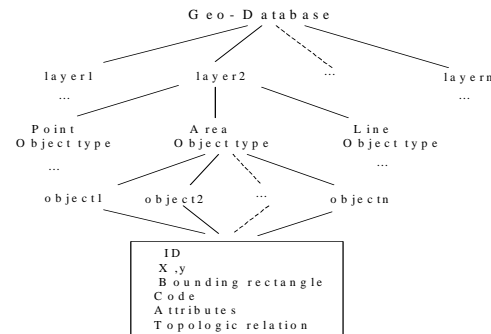 Geo-Database
layer1 layer2 ... layern
... ...
Point Area Line
Object type Object type Object type
... ...
object1 object2 ... objectn
ID
X,y
Bounding rectangle
Code
Attributes
Topologic relation